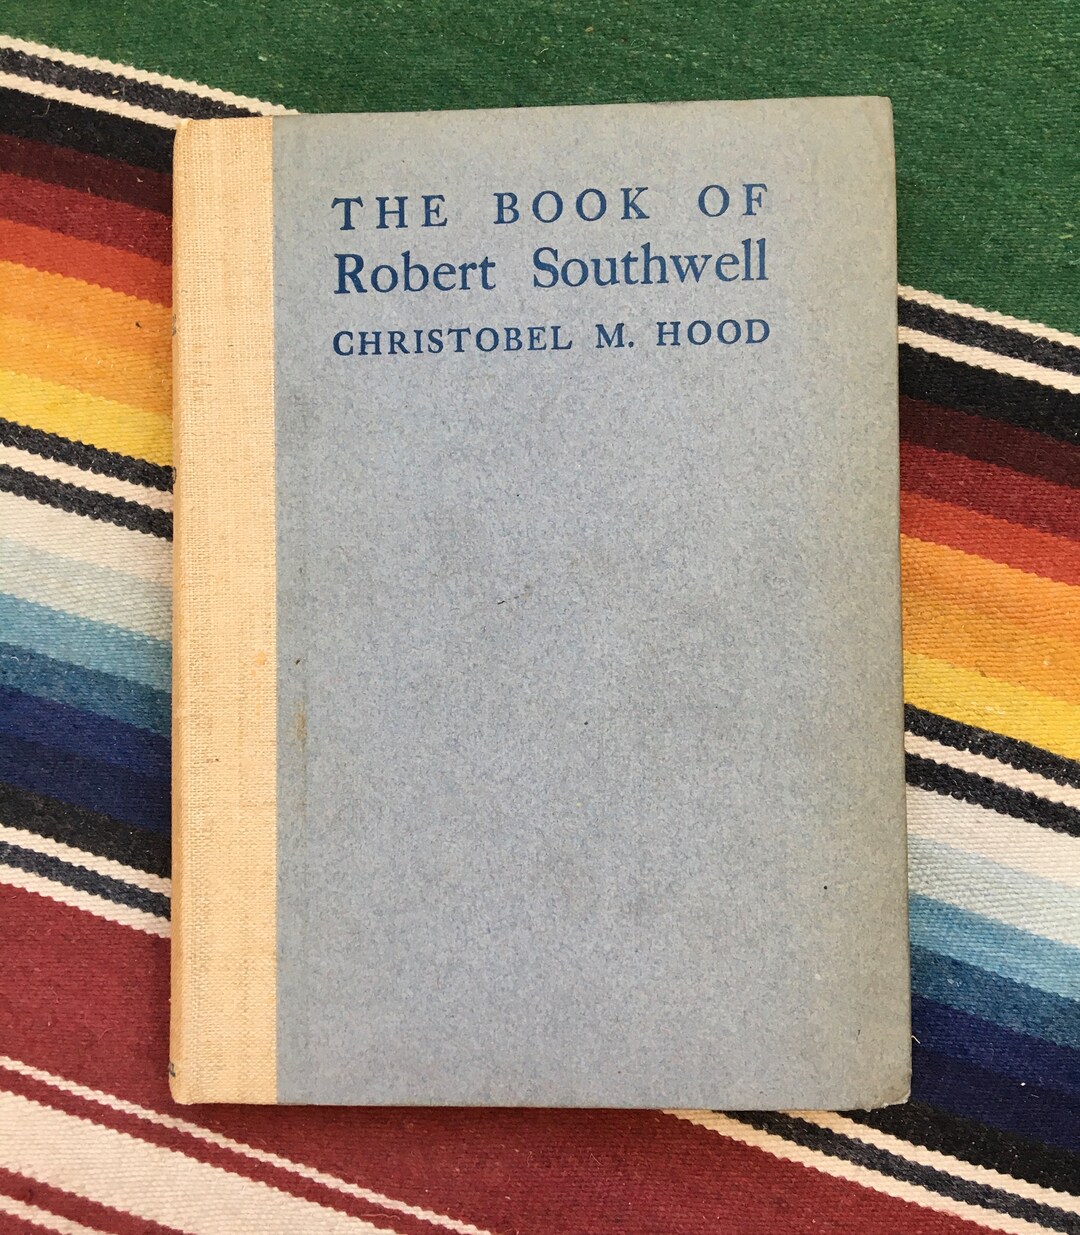 THE BOOK OF
Robert Southwell
CHRISTOBEL M. HOOD